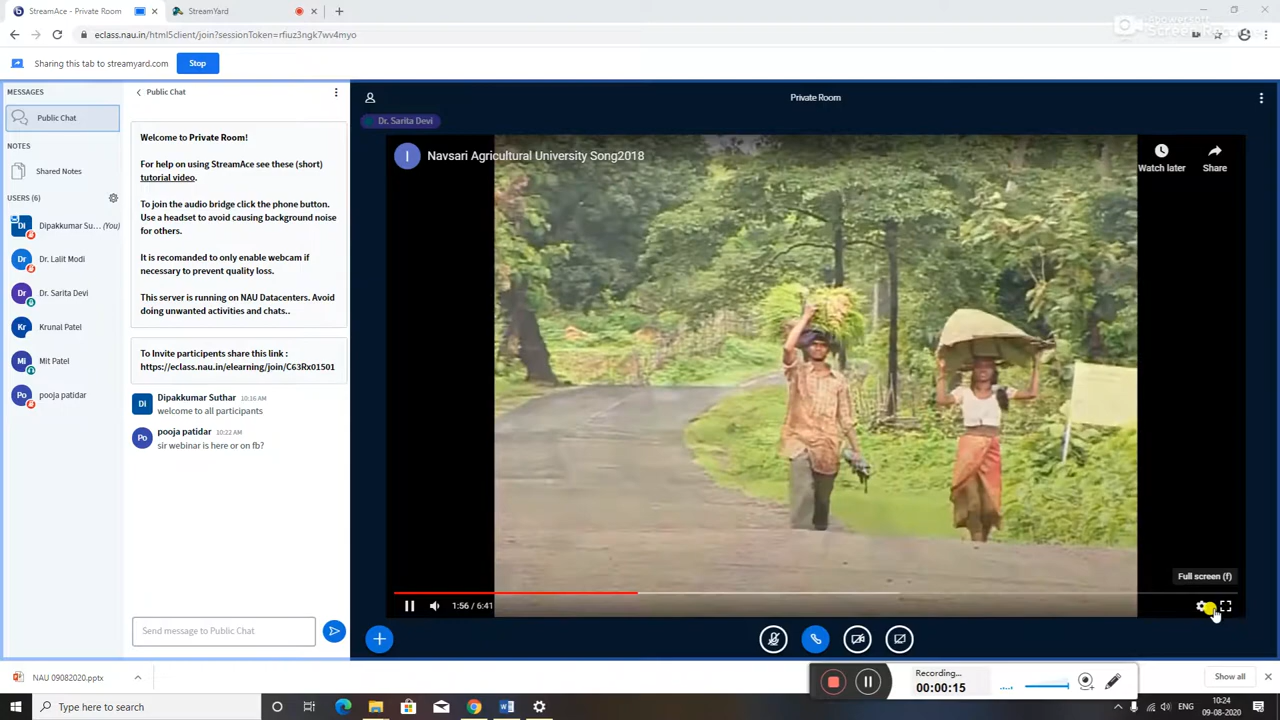 StreamAce - Private Room
StreamYard
eclass.nau.in/html5client/join?sessionToken=rfiuz3ngk7wv4myo
Sharing this tab to streamyard.com
Stop
MESSAGES
Public Chat
NOTES
Shared Notes
USERS (6)
DI
Dipakkumar Su... (You)
Dr
Dr. Lalit Modi
Dr
Dr. Sarita Devi
Kr
Krunal Patel
Mi
Mit Patel
Po
pooja patidar
Public Chat
Welcome to Private Room!
For help on using StreamAce see these (short)
tutorial video.
To join the audio bridge click the phone button.
Use a headset to avoid causing background noise
for others.
It is recomanded to only enable webcam if
necessary to prevent quality loss.
This server is running on NAU Datacenters. Avoid
doing unwanted activities and chats..
To Invite participants share this link :
https://eclass.nau.in/elearning/join/C63Rx01501
DI
Dipakkumar Suthar 10:16 AM
welcome to all participants
Po
pooja patidar 10:22 AM
sir webinar is here or on fb?
Send message to Public Chat
Private Room
Dr. Sarita Devi
I
Navsari Agricultural University Song2018
Watch later
Share
Full screen (f)
1:56 / 6:41
Recording...
00:00:15
NAU 09082020.pptx
Show all
Type here to search
ENG
10:24
09-08-2020